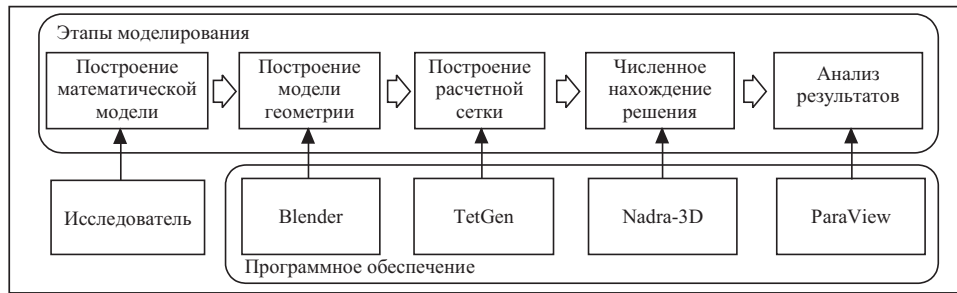 Этапы моделирования
Построение
математической
модели
Построение
модели
геометрии
Построение
расчетной
сетки
Численное
нахождение
решения
Анализ
результатов
Исследователь
Blender
TetGen
Nadra-3D
ParaView
Программное обеспечение